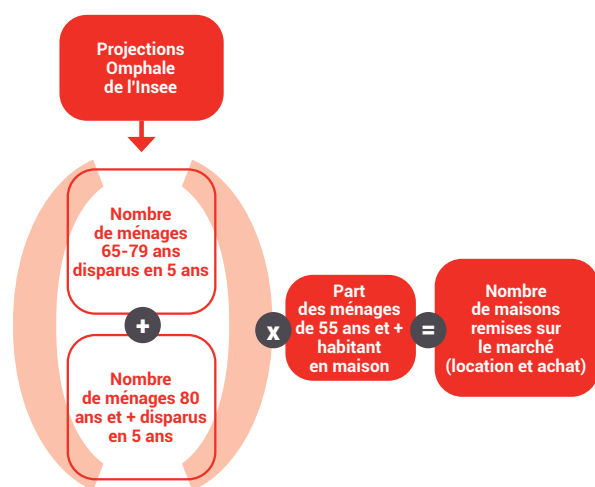 Projections
Omphale
de l'Insee
Nombre
de ménages
65-79 ans
disparus en 5 ans
+
Nombre
de ménages 80
ans et + disparus
en 5 ans
x
Part
des ménages
de 55 ans et +
habitant
en maison
=
Nombre
de maisons
remises sur
le marché
(location et achat)